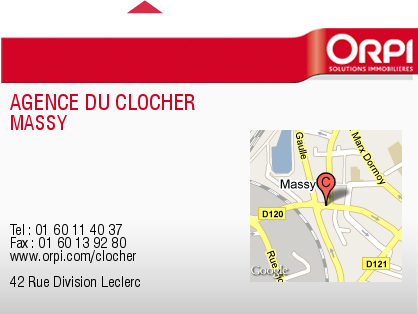 ORPI
SOLUTIONS IMMOBILIÈRES
AGENCE DU CLOCHER
MASSY
Tel : 01 60 11 40 37
Fax : 01 60 13 92 80
www.orpi.com/clocher
42 Rue Division Leclerc
Gaulle
Marx Dormoy
Massy
C
D120
D121
Google